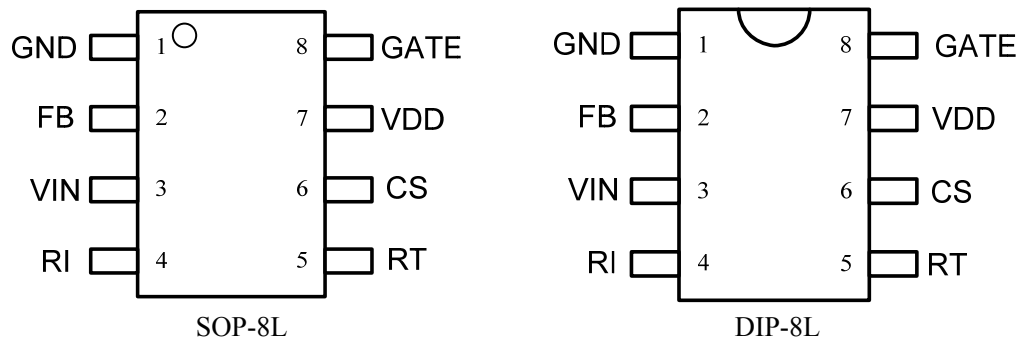 GND 1 8 GATE
FB 2 7 VDD
VIN 3 6 CS
RI 4 5 RT
SOP-8L
GND 1 8 GATE
FB 2 7 VDD
VIN 3 6 CS
RI 4 5 RT
DIP-8L